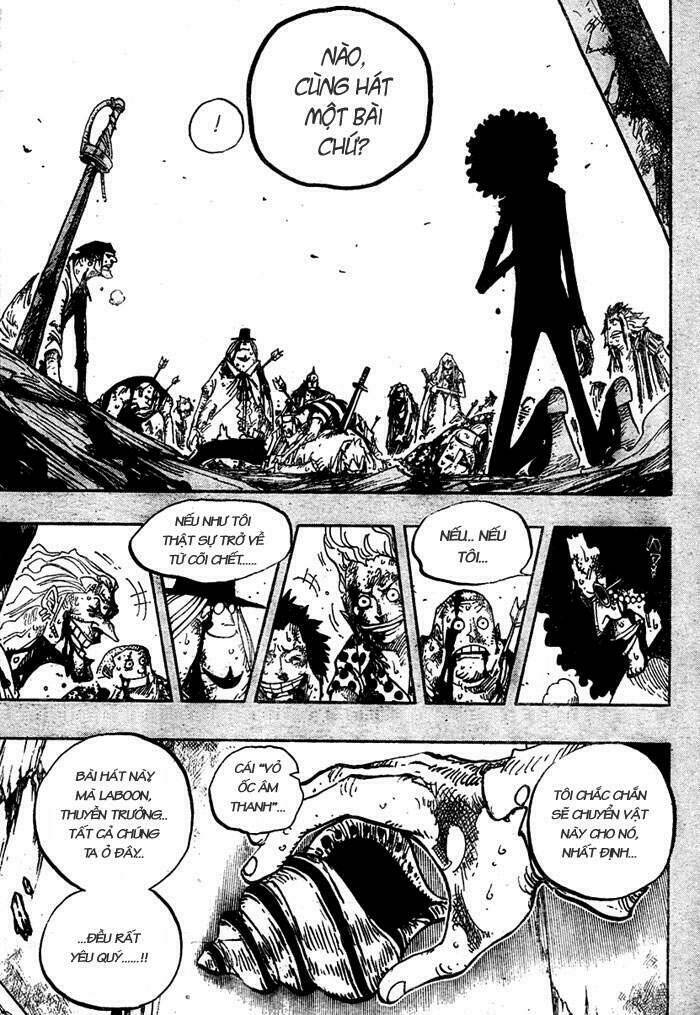 NÀO,
CÙNG HÁT
MỘT BÀI
CHỨ?
!
NẾU.. NẾU
TÔI...
NẾU NHƯ TÔI
THẬT SỰ TRỞ VỀ
TỪ CÕI CHẾT......
TÔI CHẮC CHẮN
SẼ CHUYỂN VẬT
NÀY CHO NÓ,
NHẤT ĐỊNH...
CÁI "VỎ
ỐC ÂM
THANH"...
BÀI HÁT NÀY
MÀ LABOON,
THUYỀN TRƯỞNG..
TẤT CẢ CHÚNG
TA Ỏ ĐÂY..
...ĐỀU RẤT
YÊU QUÝ......!!